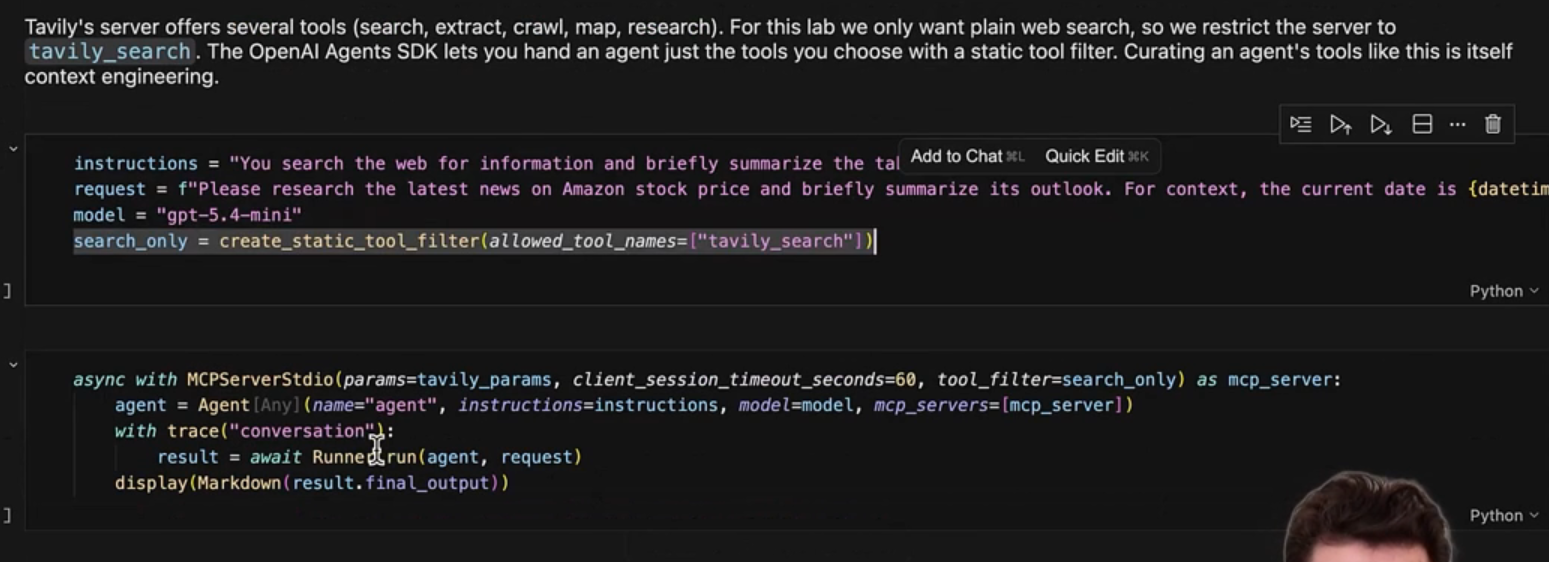 Tavily's server offers several tools (search, extract, crawl, map, research). For this lab we only want plain web search, so we restrict the server to
tavily_search. The OpenAI Agents SDK lets you hand an agent just the tools you choose with a static tool filter. Curating an agent's tools like this is itself
context engineering.
Add to Chat⌘L Quick Edit⌘K
instructions = "You search the web for information and briefly summarize the
request = f"Please research the latest news on Amazon stock price and briefly summarize its outlook. For context, the current date is {datetim
model = "gpt-5.4-mini"
search_only = create_static_tool_filter(allowed_tool_names=["tavily_search"])
]
Python
async with MCPServerStdio(params=tavily_params, client_session_timeout_seconds=60, tool_filter=search_only) as mcp_server:
agent = Agent[Any](name="agent", instructions=instructions, model=model, mcp_servers=[mcp_server])
with trace("conversation"):
result = await Runner.run(agent, request)
display(Markdown(result.final_output))
]
Python